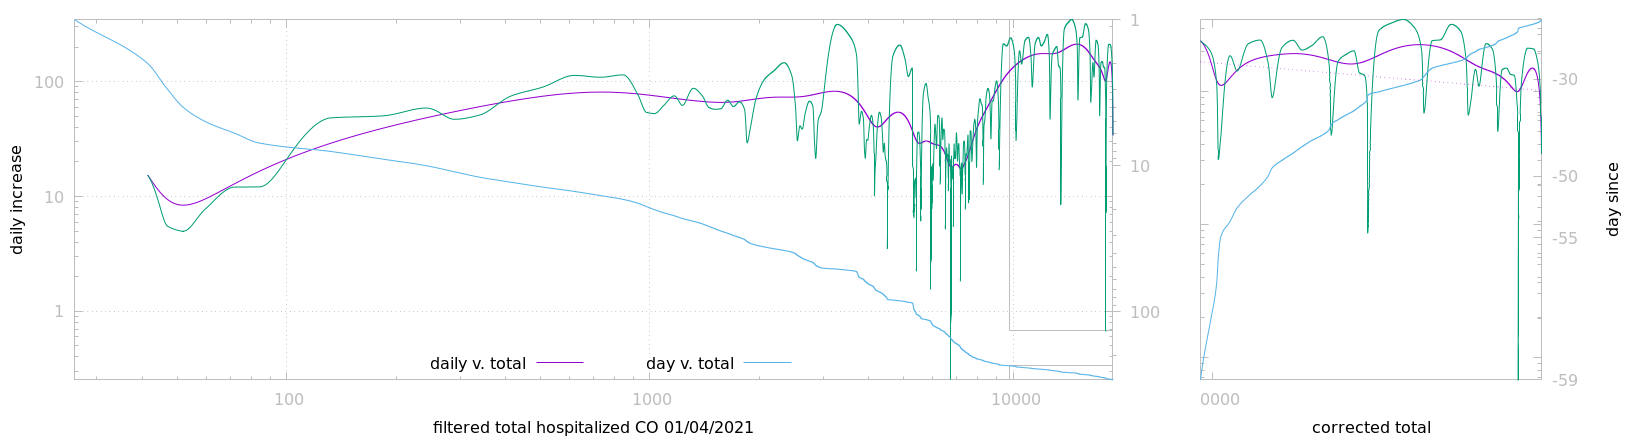 daily increase
100
10
1
100
1000
10000
filtered total hospitalized CO 01/04/2021
daily v. total
day v. total
1
10
100
0000
corrected total
-30
-50
-55
-59
day since